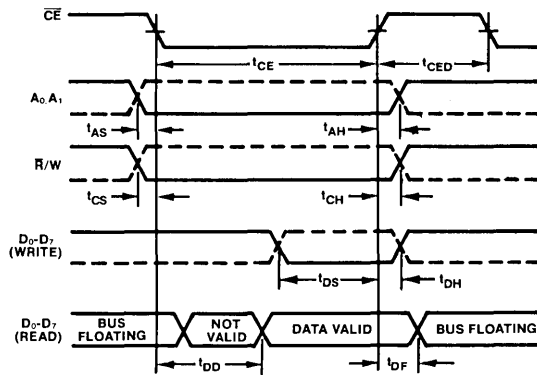 CE
tCE
tCED
A0, A1
tAS
tAH
R/W
tCS
tCH
D0-D7
(WRITE)
tDS
tDH
D0-D7
(READ)
BUS FLOATING
NOT VALID
DATA VALID
BUS FLOATING
tDD
tDF